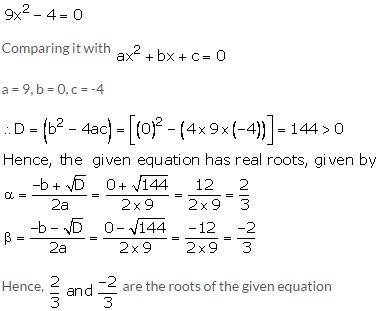 9x² − 4 = 0
Comparing it with ax² + bx + c = 0
a = 9, b = 0, c = -4
∴ D = (b² − 4ac) = [(0)² − (4 × 9 × (−4))] = 144 > 0
Hence, the given equation has real roots, given by
α = (−b + √D)/2a = (0 + √144)/(2 × 9) = 12/(2 × 9) = 2/3
β = (−b − √D)/2a = (0 − √144)/(2 × 9) = −12/(2 × 9) = −2/3
Hence, 2/3 and −2/3 are the roots of the given equation